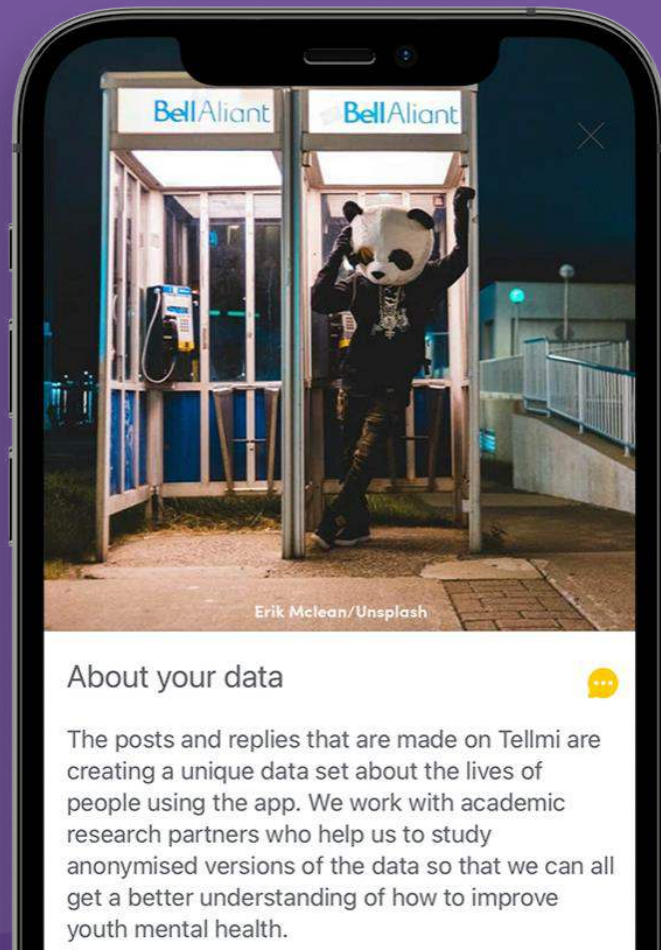 BellAliant BellAliant
Erik Mclean/Unsplash
About your data
The posts and replies that are made on Tellmi are
creating a unique data set about the lives of
people using the app. We work with academic
research partners who help us to study
anonymised versions of the data so that we can all
get a better understanding of how to improve
youth mental health.